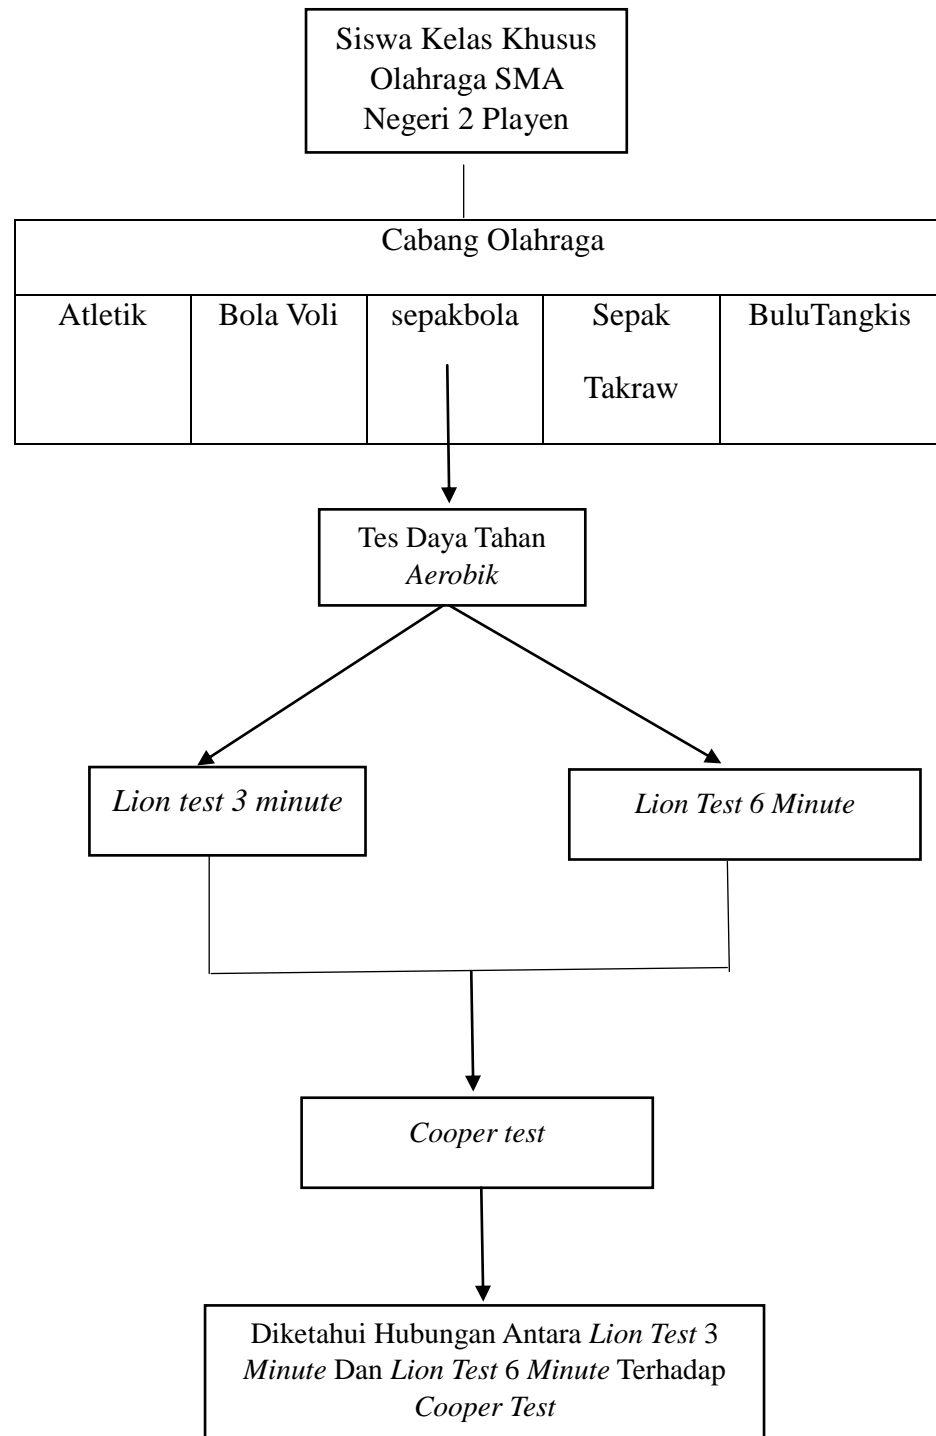 Siswa Kelas Khusus
Olahraga SMA
Negeri 2 Playen
Cabang Olahraga
Atletik
Bola Voli
sepakbola
Sepak
Takraw
BuluTangkis
Tes Daya Tahan
Aerobik
Lion test 3 minute
Lion Test 6 Minute
Cooper test
Diketahui Hubungan Antara Lion Test 3
Minute Dan Lion Test 6 Minute Terhadap
Cooper Test